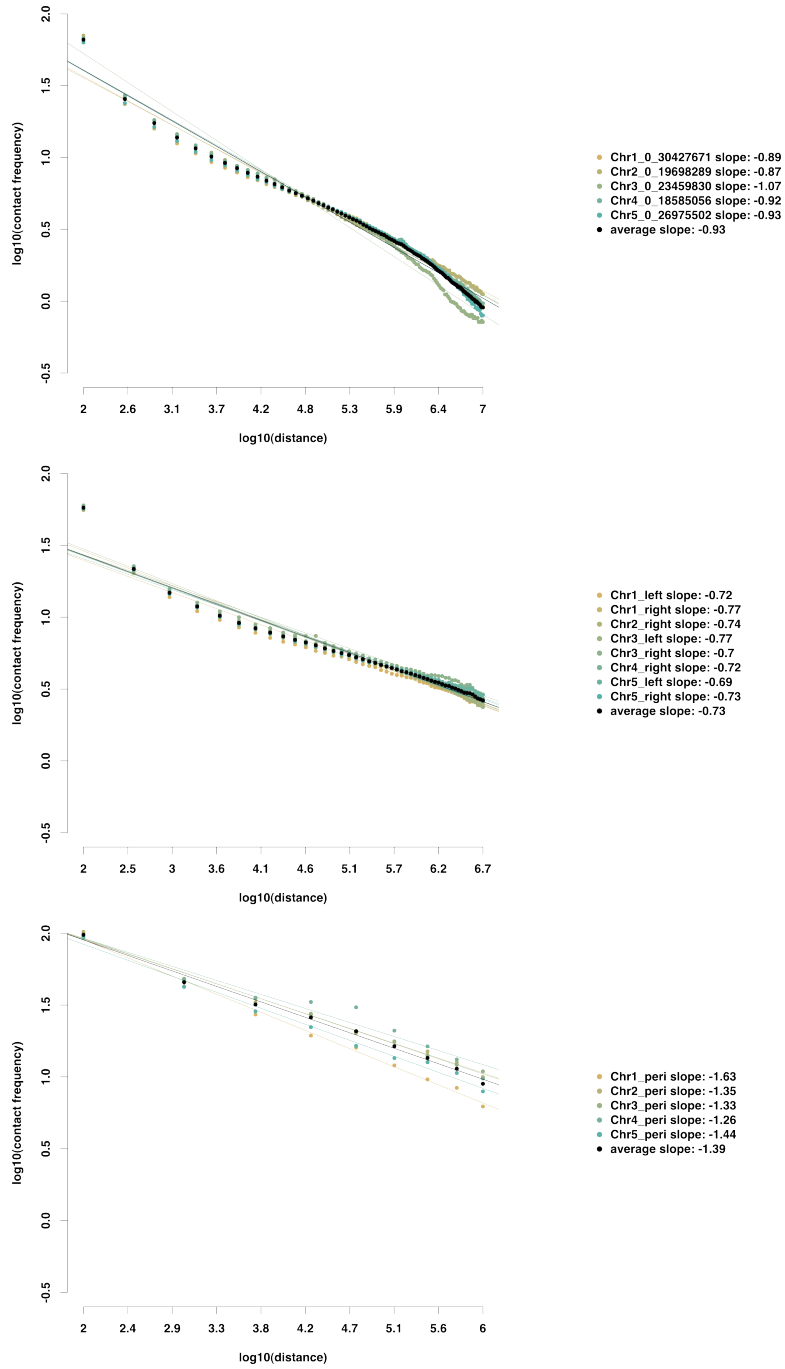 2.0
1.5
1.0
0.5
0.0
-0.5
log10(contact frequency)
2 2.6 3.1 3.7 4.2 4.8 5.3 5.9 6.4 7
log10(distance)
Chr1_0_30427671 slope: -0.89
Chr2_0_19698289 slope: -0.87
Chr3_0_23459830 slope: -1.07
Chr4_0_18585056 slope: -0.92
Chr5_0_26975502 slope: -0.93
average slope: -0.93
2.0
1.5
1.0
0.5
0.0
-0.5
log10(contact frequency)
2 2.5 3 3.6 4.1 4.6 5.1 5.7 6.2 6.7
log10(distance)
Chr1_left slope: -0.72
Chr1_right slope: -0.77
Chr2_right slope: -0.74
Chr3_left slope: -0.77
Chr3_right slope: -0.7
Chr4_right slope: -0.72
Chr5_left slope: -0.69
Chr5_right slope: -0.73
average slope: -0.73
2.0
1.5
1.0
0.5
0.0
-0.5
log10(contact frequency)
2 2.4 2.9 3.3 3.8 4.2 4.7 5.1 5.6 6
log10(distance)
Chr1_peri slope: -1.63
Chr2_peri slope: -1.35
Chr3_peri slope: -1.33
Chr4_peri slope: -1.26
Chr5_peri slope: -1.44
average slope: -1.39